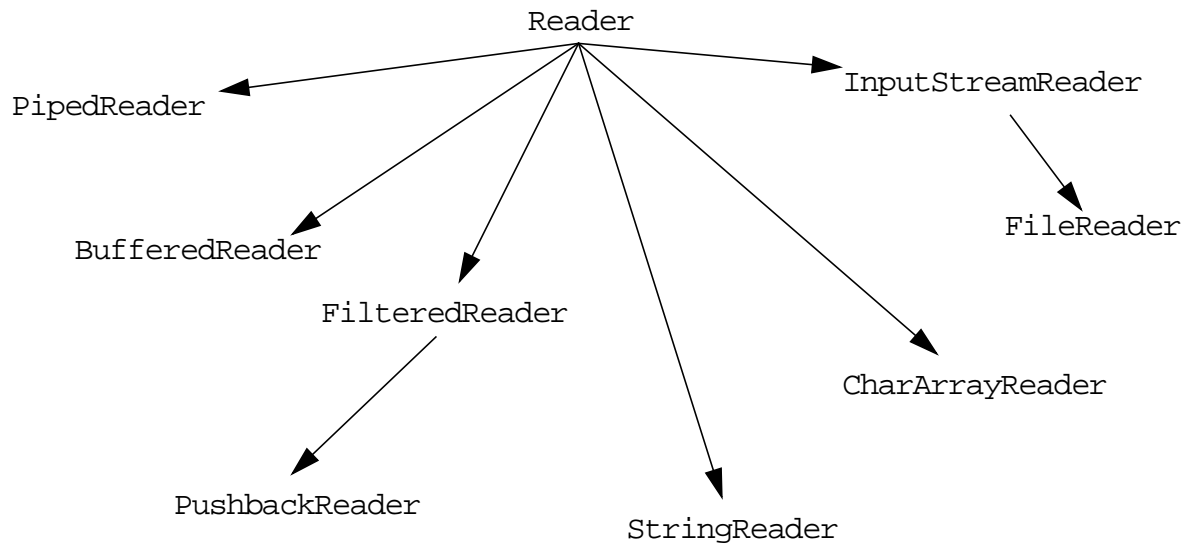 Reader
InputStreamReader
PipedReader
FileReader
BufferedReader
FilteredReader
CharArrayReader
PushbackReader
StringReader